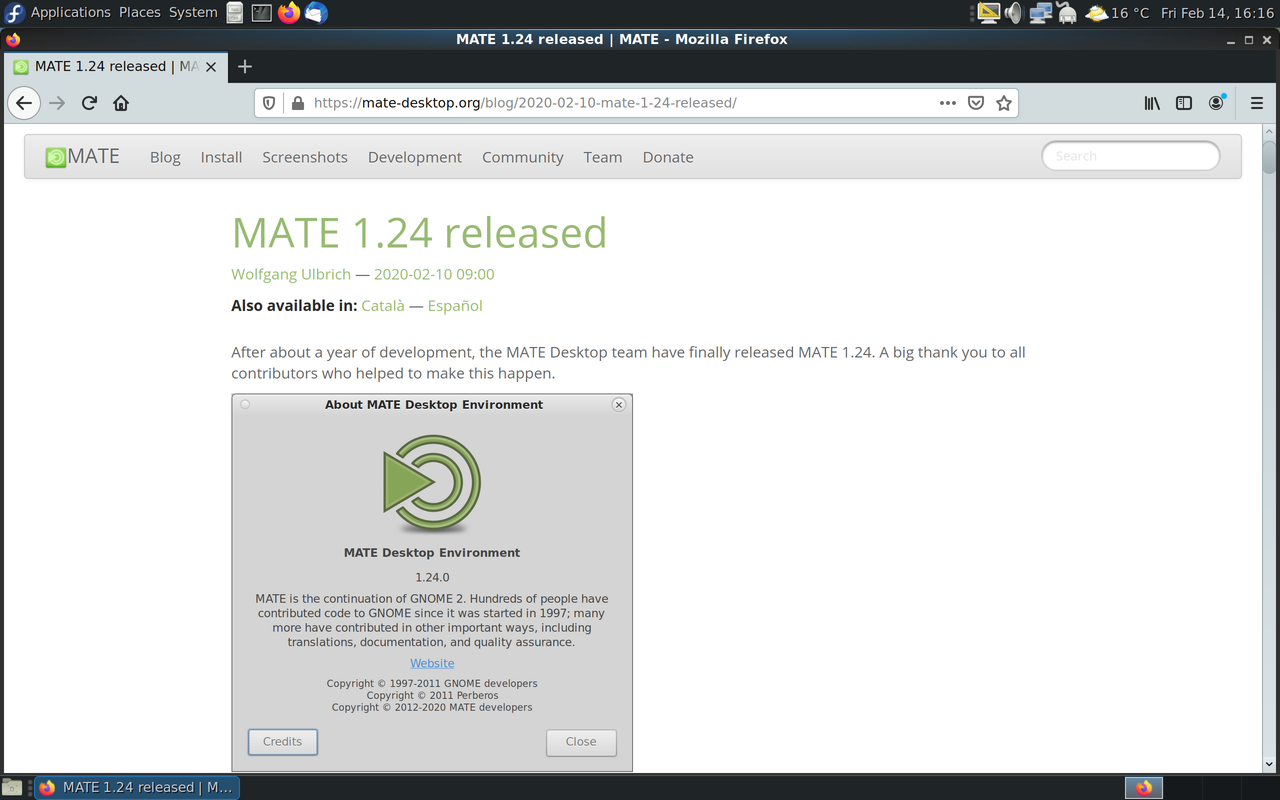 Applications Places System 16 °C Fri Feb 14, 16:16
MATE 1.24 released | MATE - Mozilla Firefox
MATE 1.24 released | MA
https://mate-desktop.org/blog/2020-02-10-mate-1-24-released/
MATE Blog Install Screenshots Development Community Team Donate Search
MATE 1.24 released
Wolfgang Ulbrich — 2020-02-10 09:00
Also available in: Català — Español
After about a year of development, the MATE Desktop team have finally released MATE 1.24. A big thank you to all
contributors who helped to make this happen.
About MATE Desktop Environment
MATE Desktop Environment
1.24.0
MATE is the continuation of GNOME 2. Hundreds of people have
contributed code to GNOME since it was started in 1997; many
more have contributed in other important ways, including
translations, documentation, and quality assurance.
Website
Copyright © 1997-2011 GNOME developers
Copyright © 2011 Perberos
Copyright © 2012-2020 MATE developers
Credits Close
MATE 1.24 released | M...